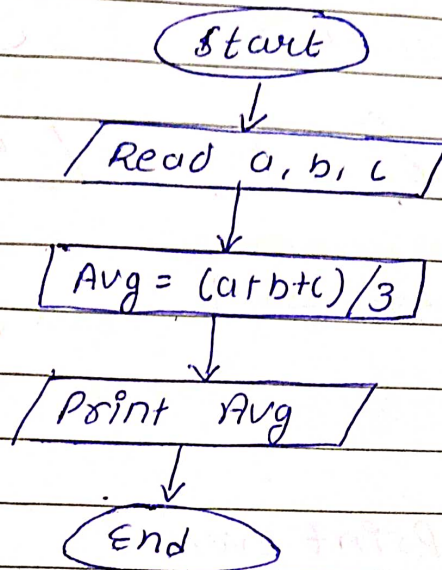 Start
Read a, b, c
Avg = (a+b+c)/3
Print Avg
End